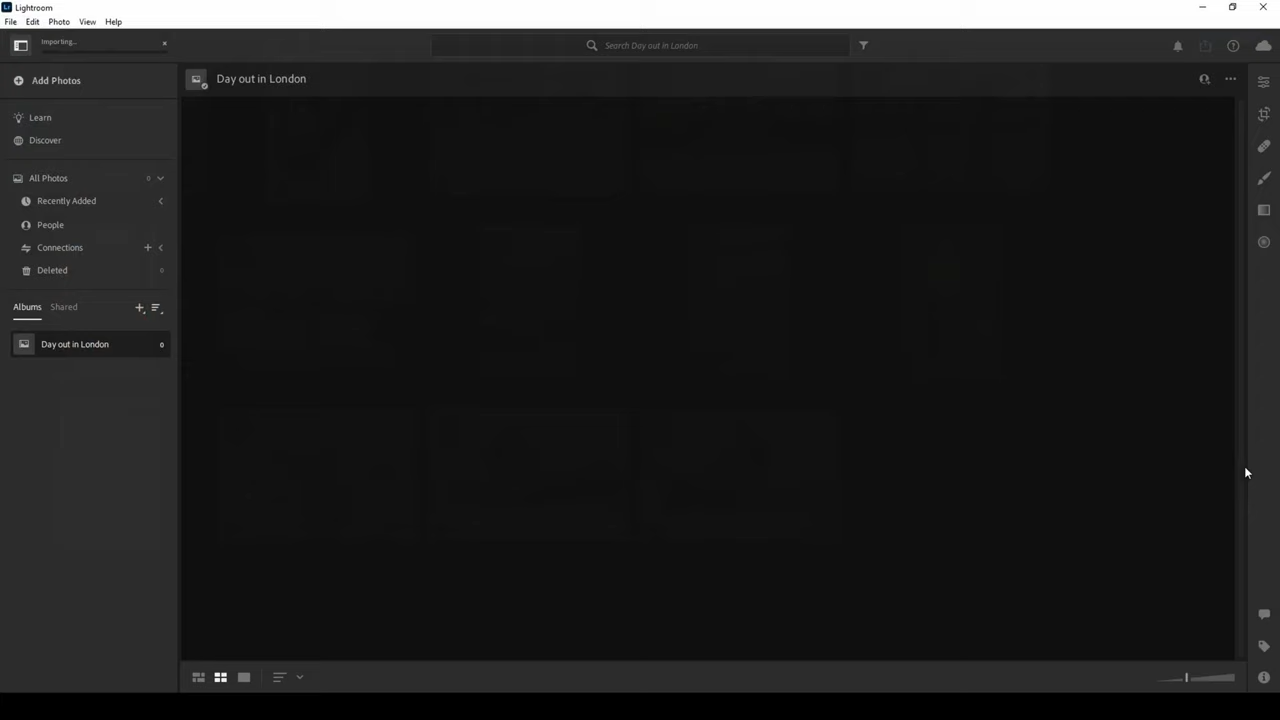 Lr Lightroom
File Edit Photo View Help
Importing...
Search Day out in London
Add Photos
Day out in London
Learn
Discover
All Photos 0
Recently Added
People
Connections
Deleted 0
Albums Shared
Day out in London 0